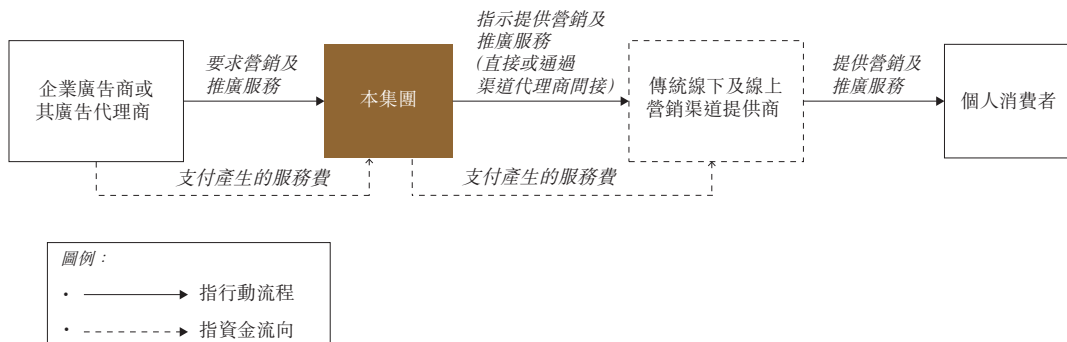 要求營銷及
推廣服務
指示提供營銷及
推廣服務
(直接或通過
渠道代理商間接)
提供營銷及
推廣服務
企業廣告商或
其廣告代理商
本集團
傳統線下及線上
營銷渠道提供商
個人消費者
支付產生的服務費
支付產生的服務費
圖例：
• 指行動流程
• 指資金流向